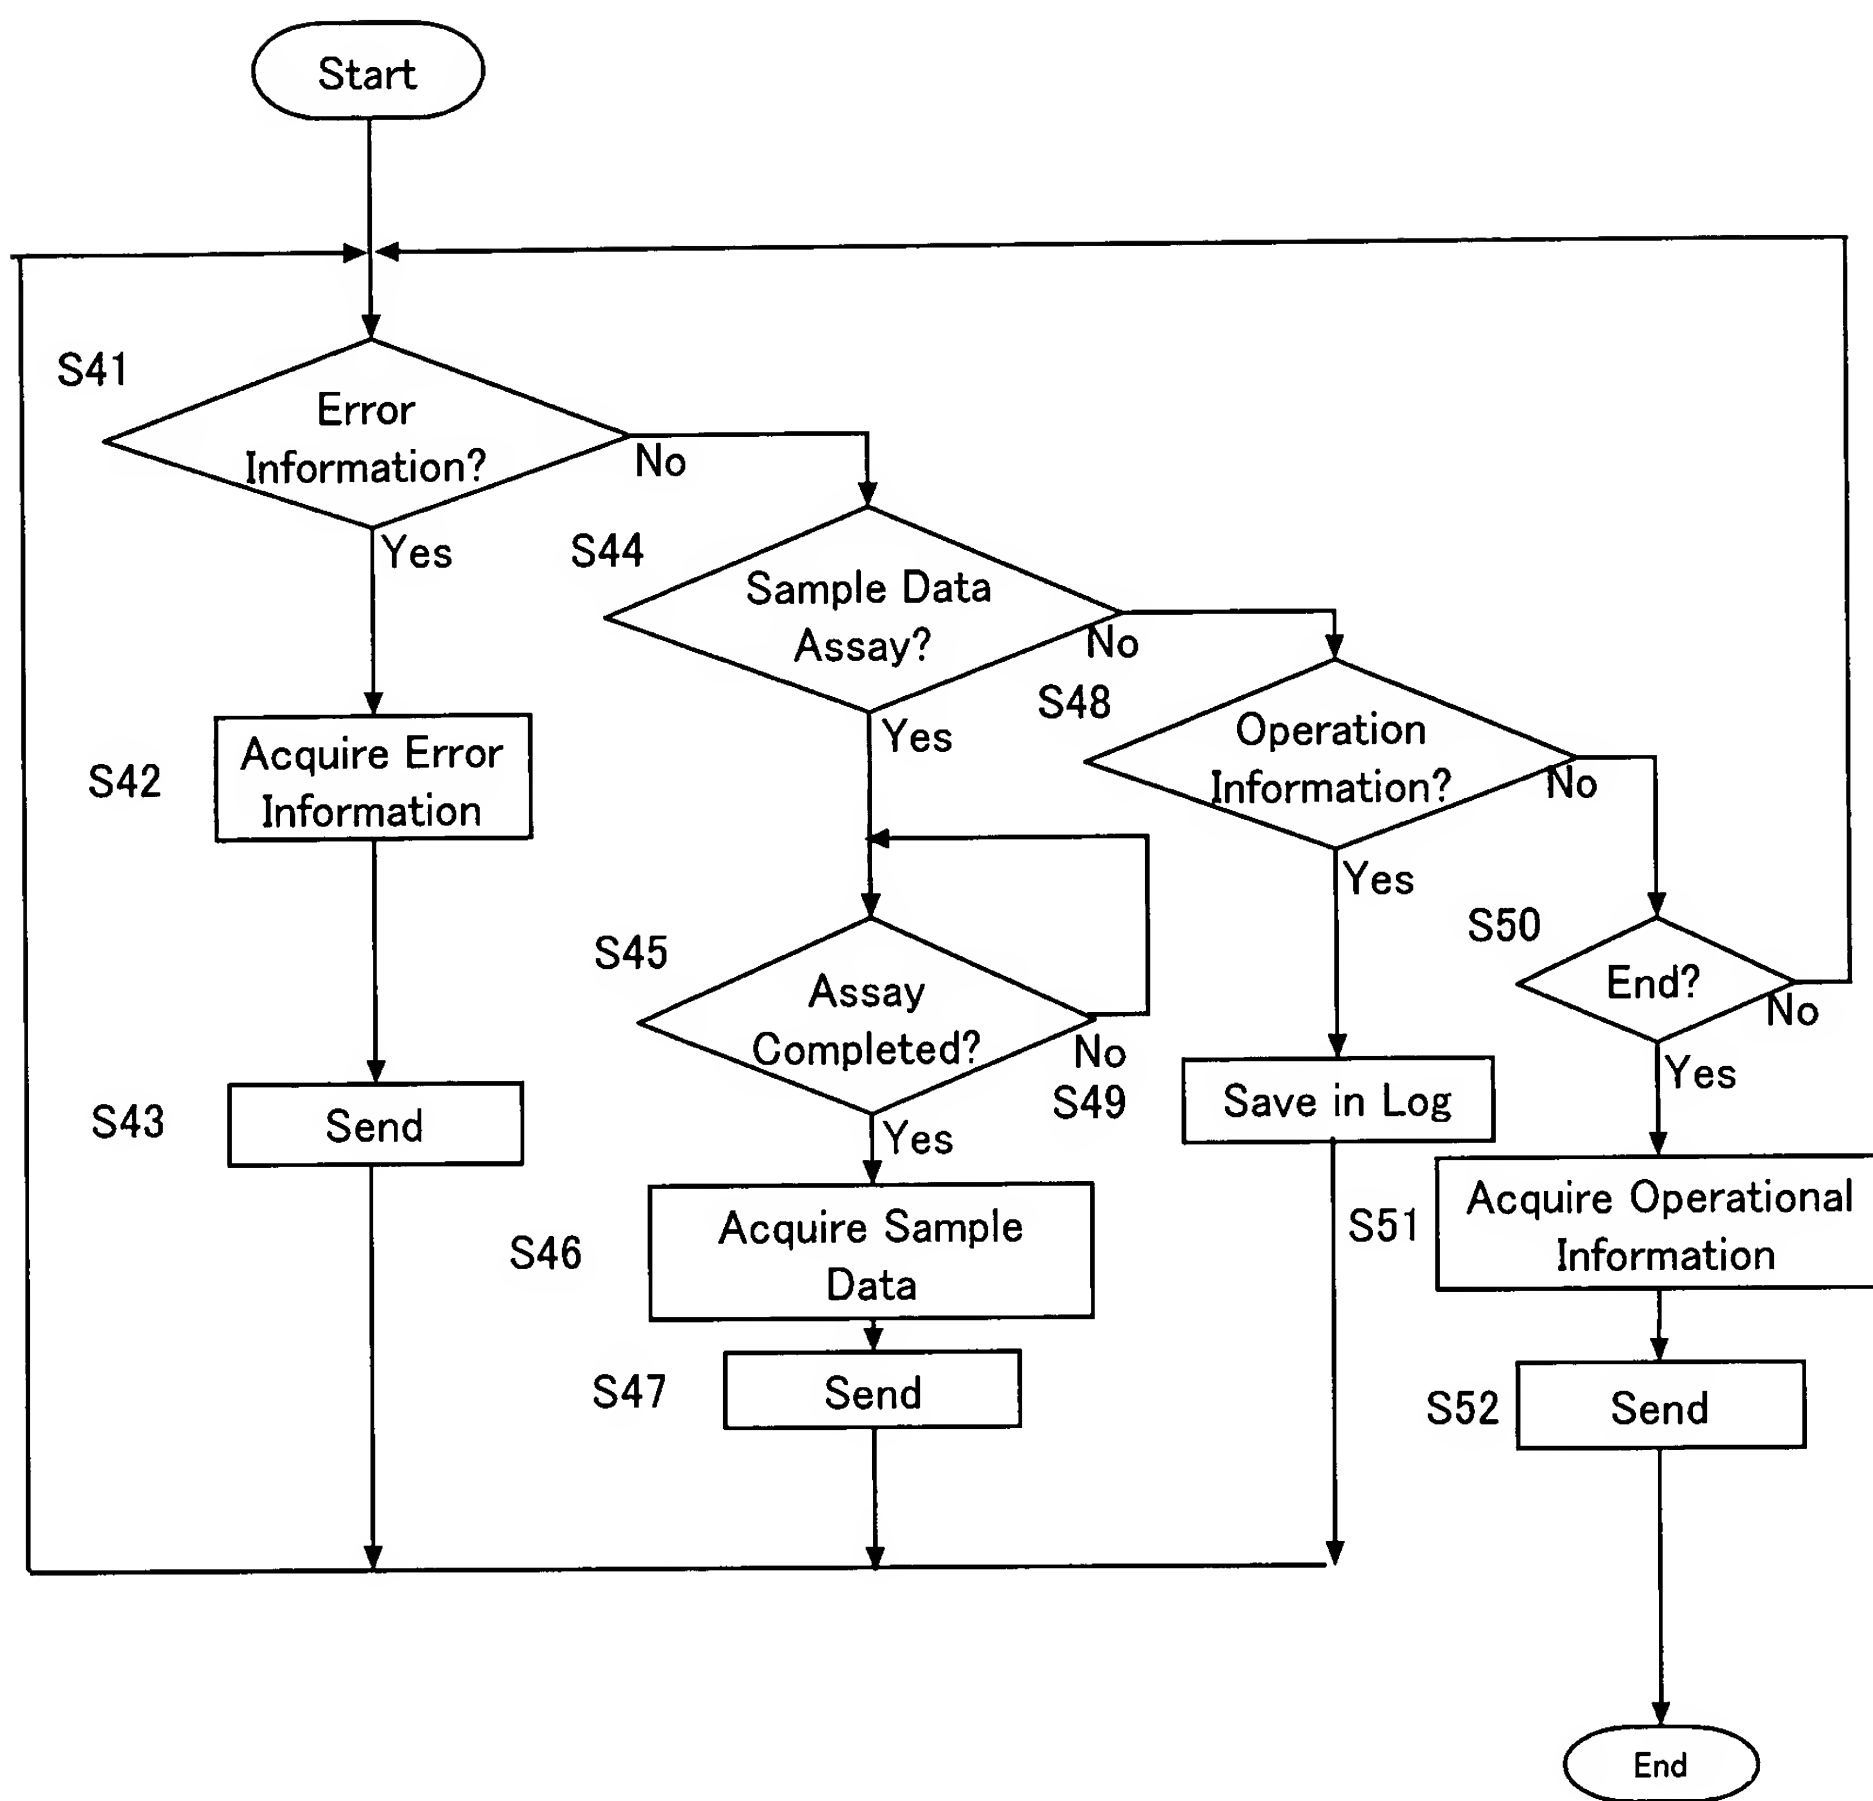 Start
S41
Error
Information?
No
Yes
S44
Sample Data
Assay?
No
Yes
S48
Operation
Information?
No
Yes
S42
Acquire Error
Information
S45
Assay
Completed?
No
Yes
S50
End?
No
Yes
S43
Send
S49
Save in Log
S46
Acquire Sample
Data
S51
Acquire Operational
Information
S47
Send
S52
Send
End